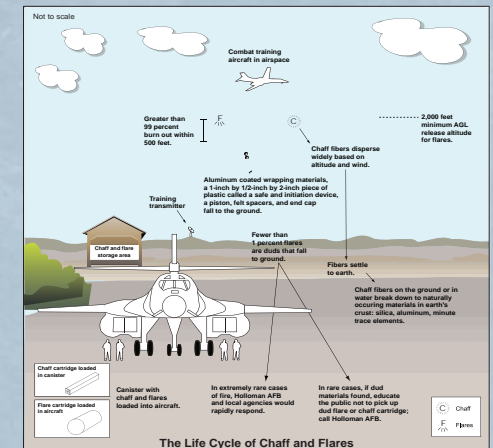 Not to scale
Combat training
aircraft in airspace
Greater than
99 percent
burn out within
500 feet.
F
C
2,000 feet
minimum AGL
release altitude
for flares.
Chaff fibers disperse
widely based on
altitude and wind.
Aluminum coated wrapping materials,
a 1-inch by 1/2-inch by 2-inch piece of
plastic called a safe and initiation device,
a piston, felt spacers, and end cap
fall to the ground.
Training
transmitter
Chaff and flare
storage area
Fewer than
1 percent flares
are duds that fall
to ground.
Fibers settle
to earth.
Chaff fibers on the ground or in
water break down to naturally
occuring materials in earth's
crust: silica, aluminum, minute
trace elements.
Chaff cartridge loaded
in canister
Flare cartridge loaded
in aircraft
Canister with
chaff and flares
loaded into aircraft.
In extremely rare cases
of fire, Holloman AFB
and local agencies would
rapidly respond.
In rare cases, if dud
materials found, educate
the public not to pick up
dud flare or chaff cartridge;
call Holloman AFB.
C Chaff
F Flares
The Life Cycle of Chaff and Flares